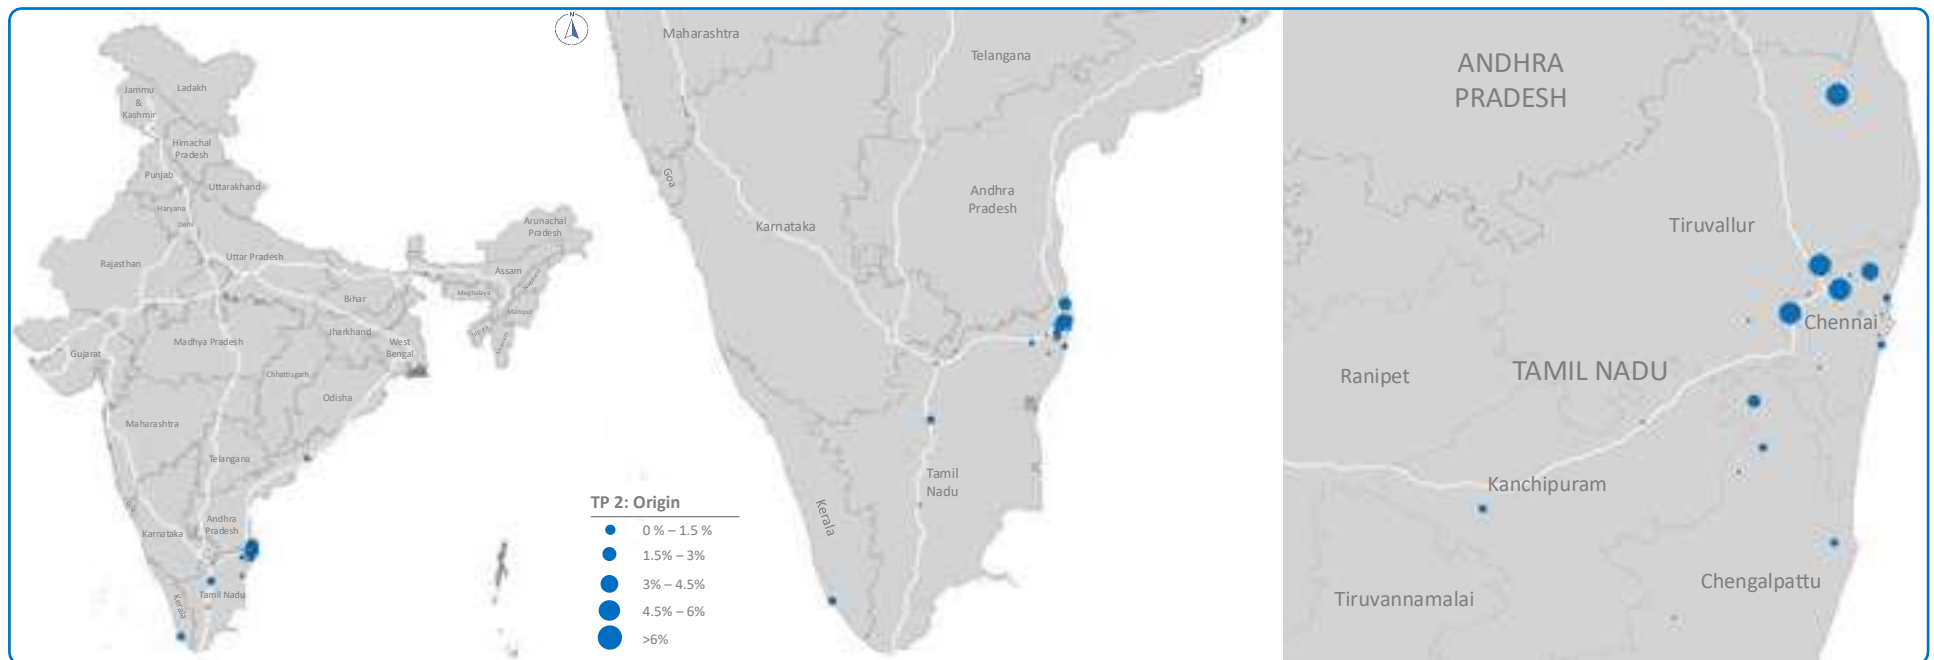 N
Jammu
&
Kashmir
Ladakh
Himachal
Pradesh
Punjab
Uttarakhand
Haryana
Delhi
Rajasthan
Uttar Pradesh
Arunachal
Pradesh
Assam
Nagaland
Meghalaya
Manipur
Tripura
Mizoram
Bihar
Jharkhand
West
Bengal
Gujarat
Madhya Pradesh
Chhattisgarh
Odisha
Maharashtra
Telangana
Goa
Andhra
Pradesh
Karnataka
Tamil Nadu
Kerala
TP 2: Origin
0 % – 1.5 %
1.5% – 3%
3% – 4.5%
4.5% – 6%
>6%
Maharashtra
Telangana
Goa
Andhra
Pradesh
Karnataka
Tamil
Nadu
Kerala
ANDHRA
PRADESH
Tiruvallur
Chennai
Ranipet
TAMIL NADU
Kanchipuram
Chengalpattu
Tiruvannamalai